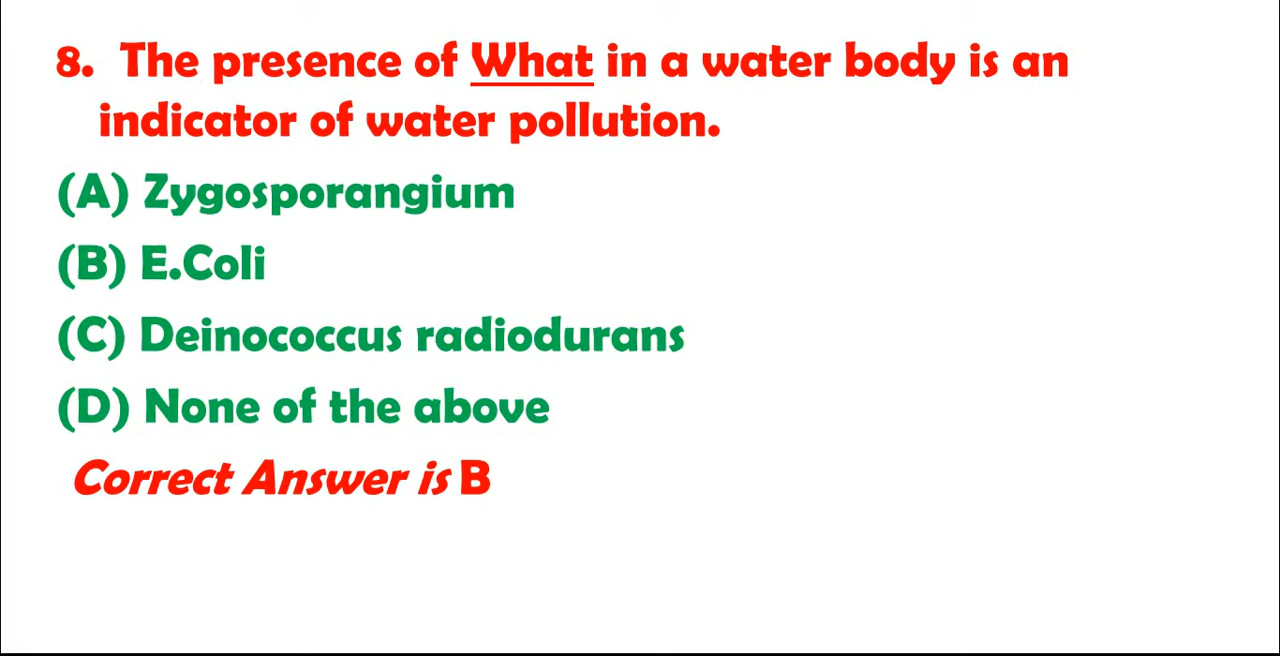 8. The presence of What in a water body is an
indicator of water pollution.
(A) Zygosporangium
(B) E.Coli
(C) Deinococcus radiodurans
(D) None of the above
Correct Answer is B